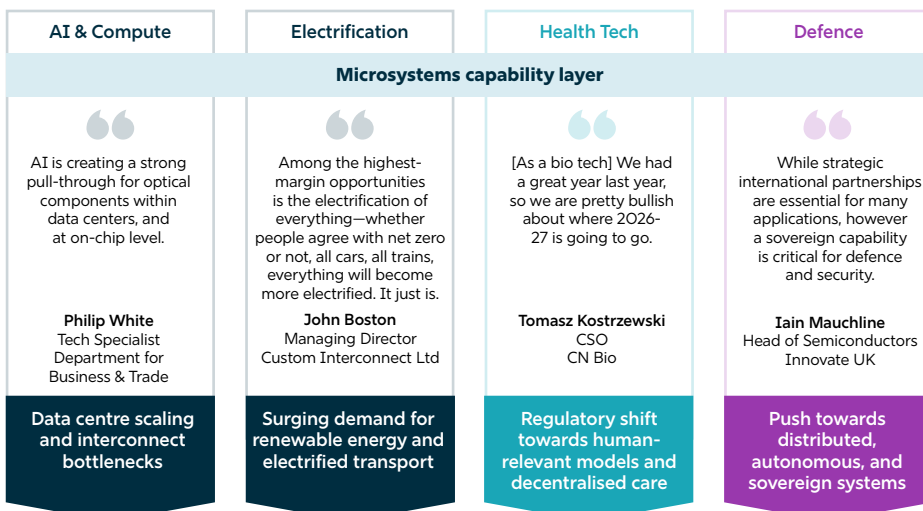 AI & Compute
Electrification
Health Tech
Defence
Microsystems capability layer
AI is creating a strong
pull-through for optical
components within
data centers, and
at on-chip level.
Philip White
Tech Specialist
Department for
Business & Trade
Data centre scaling
and interconnect
bottlenecks
Among the highest-
margin opportunities
is the electrification of
everything—whether
people agree with net zero
or not, all cars, all trains,
everything will become
more electrified. It just is.
John Boston
Managing Director
Custom Interconnect Ltd
Surging demand for
renewable energy and
electrified transport
[As a bio tech] We had
a great year last year,
so we are pretty bullish
about where 2026-
27 is going to go.
Tomasz Kostrzewski
CSO
CN Bio
Regulatory shift
towards human-
relevant models and
decentralised care
While strategic
international partnerships
are essential for many
applications, however
a sovereign capability
is critical for defence
and security.
Iain Mauchline
Head of Semiconductors
Innovate UK
Push towards
distributed,
autonomous, and
sovereign systems